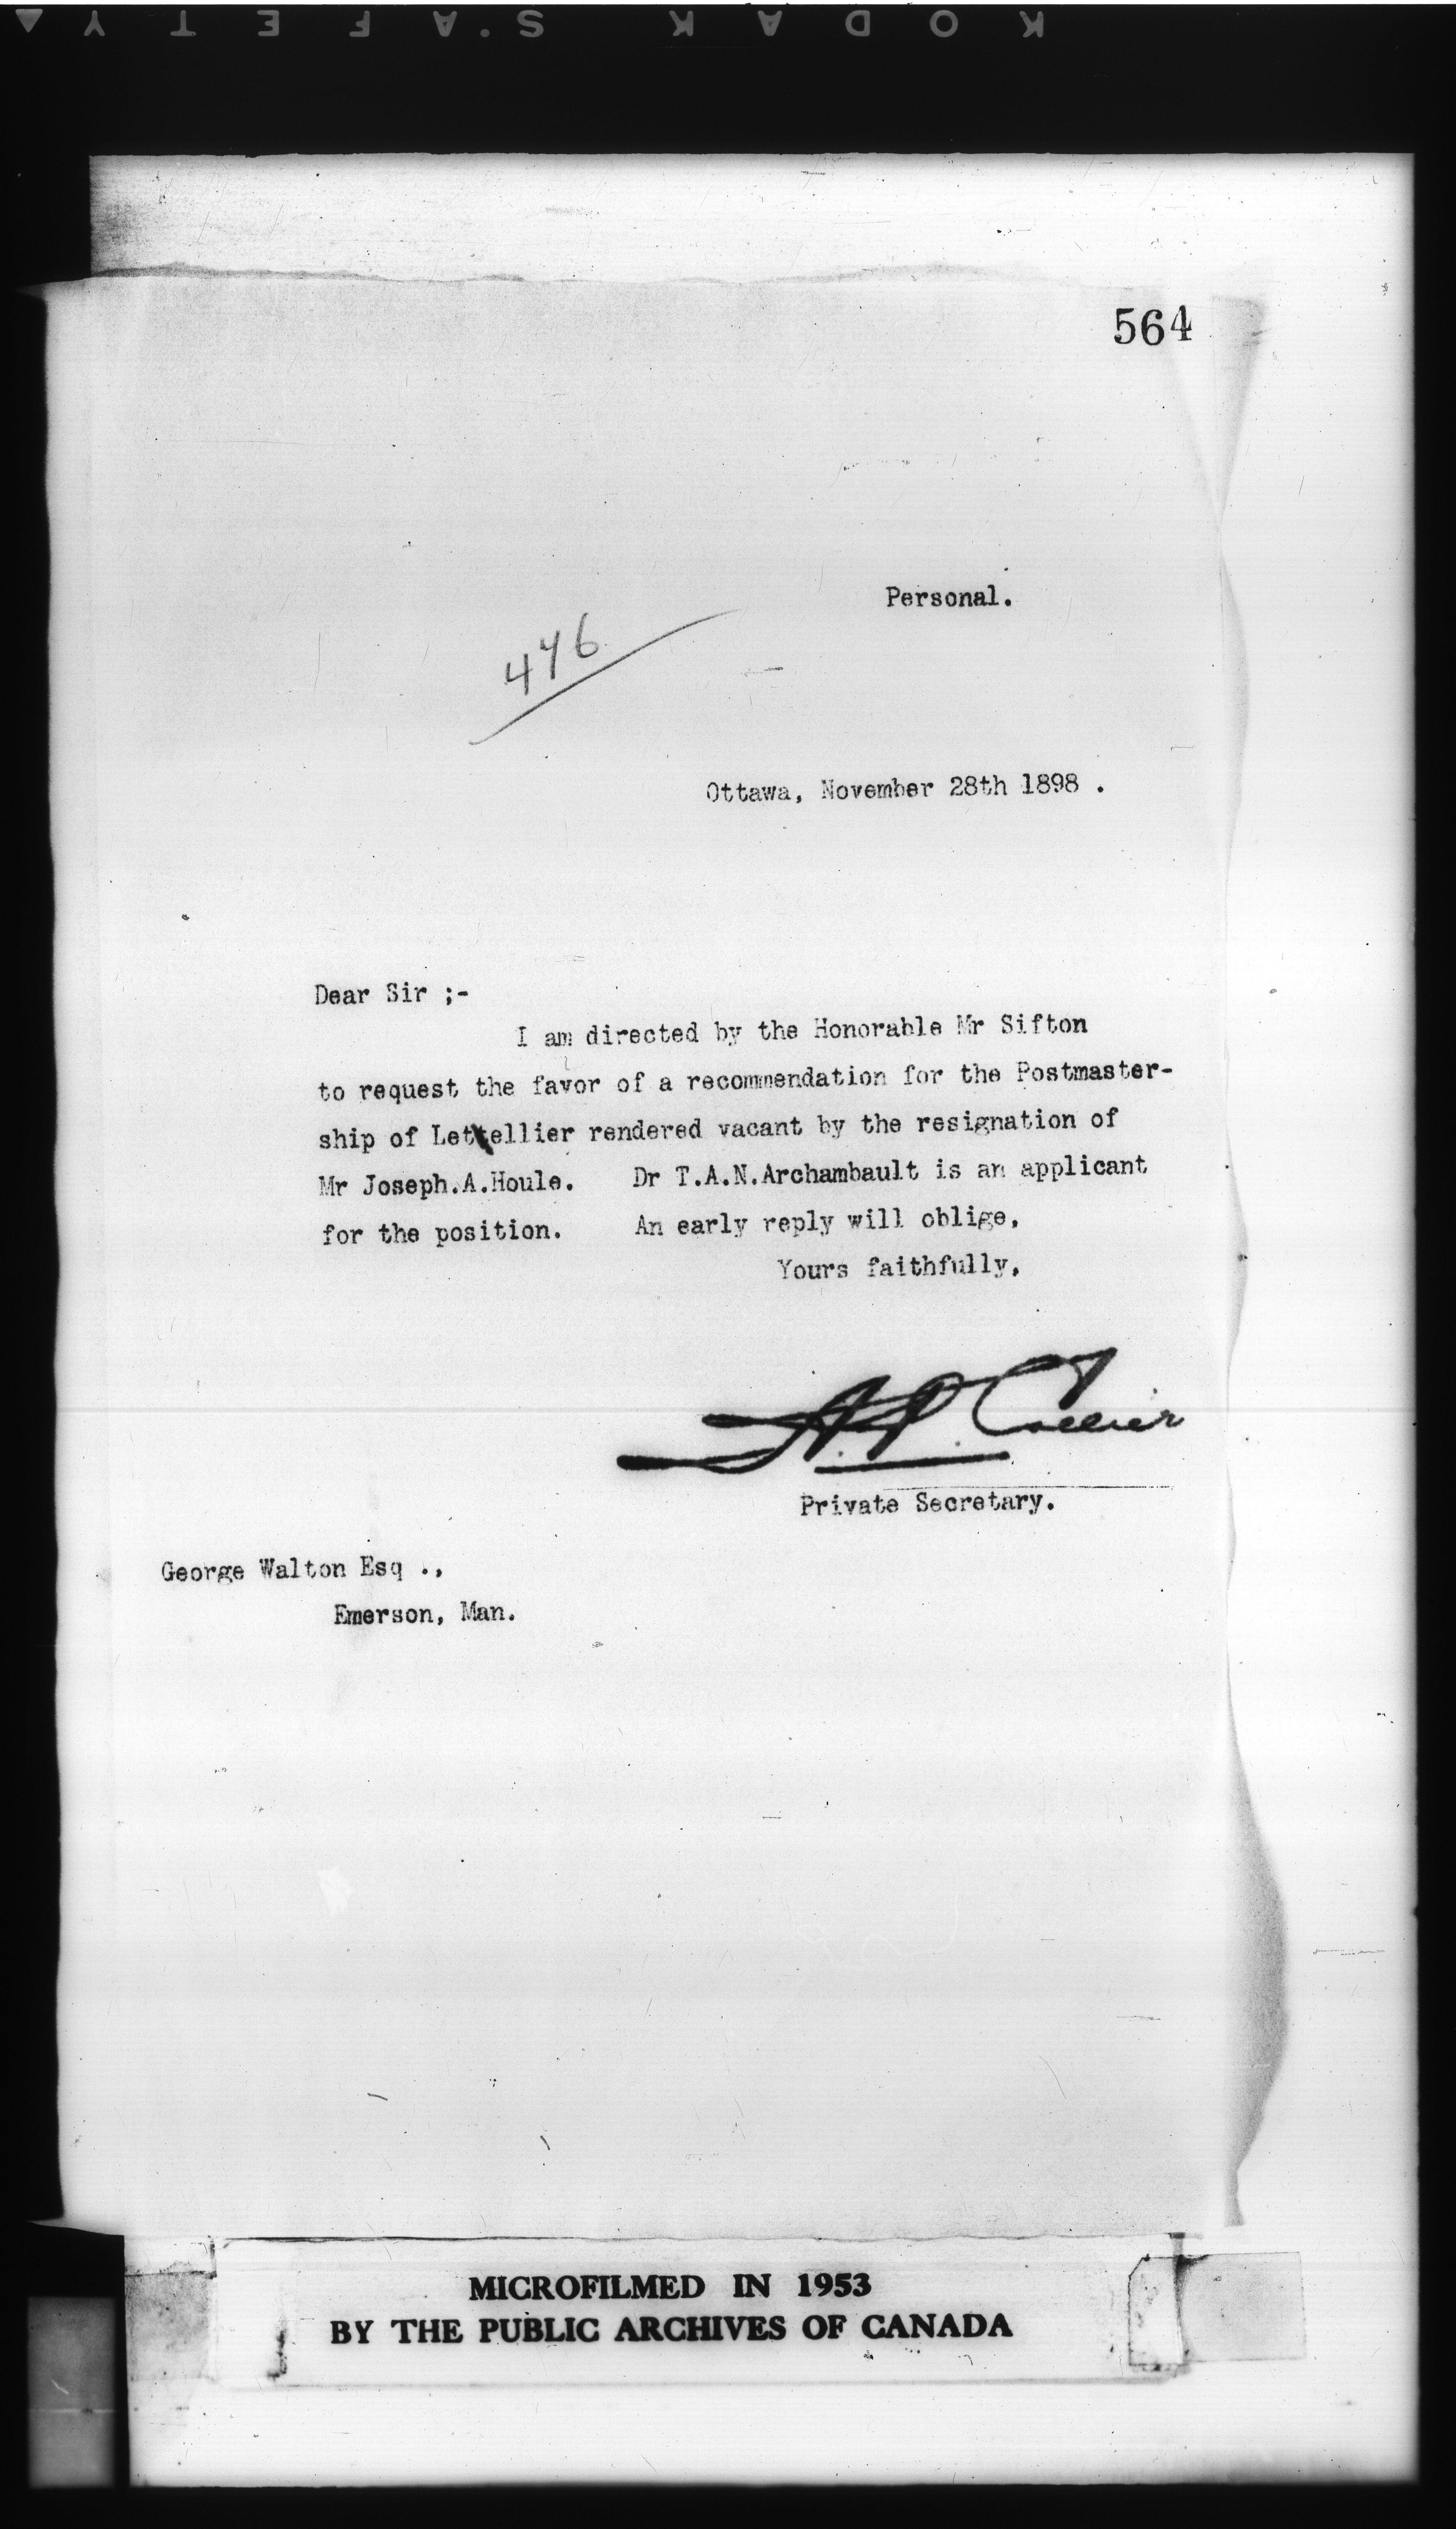 KODAK SAFETY
564
Personal.
446
Ottawa, November 28th 1898 .
Dear Sir ;-
I am directed by the Honorable Mr Sifton
to request the favor of a recommendation for the Postmaster-
ship of Letellier rendered vacant by the resignation of
Mr Joseph.A.Houle. Dr T.A.N.Archambault is an applicant
for the position. An early reply will oblige,
Yours faithfully,
A.P. Collier
Private Secretary.
George Walton Esq .,
Emerson, Man.
MICROFILMED IN 1953
BY THE PUBLIC ARCHIVES OF CANADA